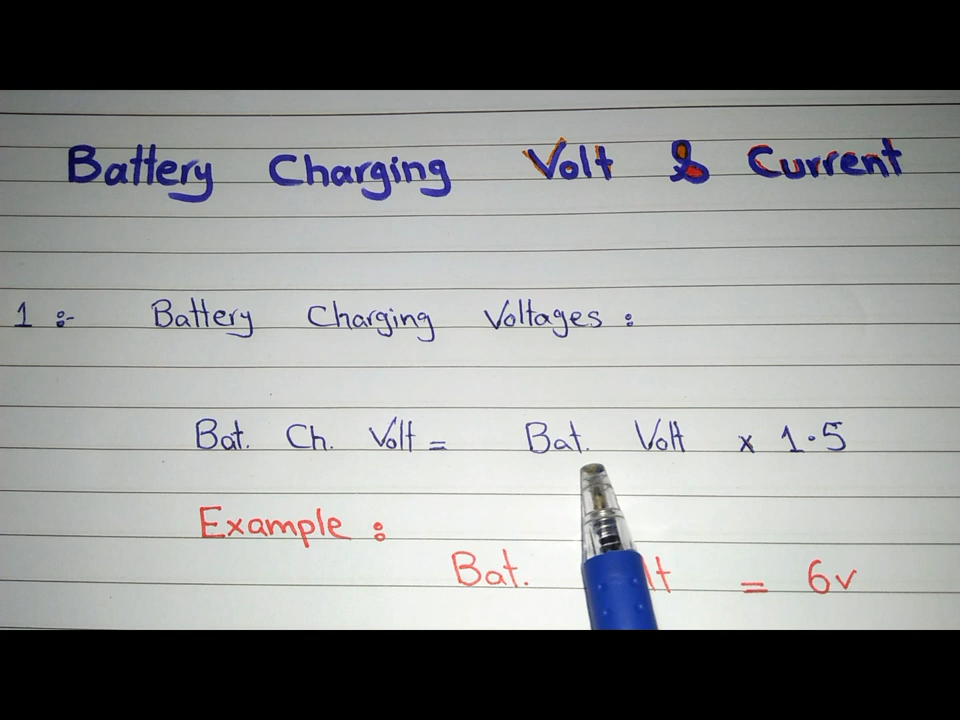 Battery Charging Volt & Current
1 :- Battery Charging Voltages :
Bat. Ch. Volt = Bat. Volt x 1.5
Example :
Bat. = 6v